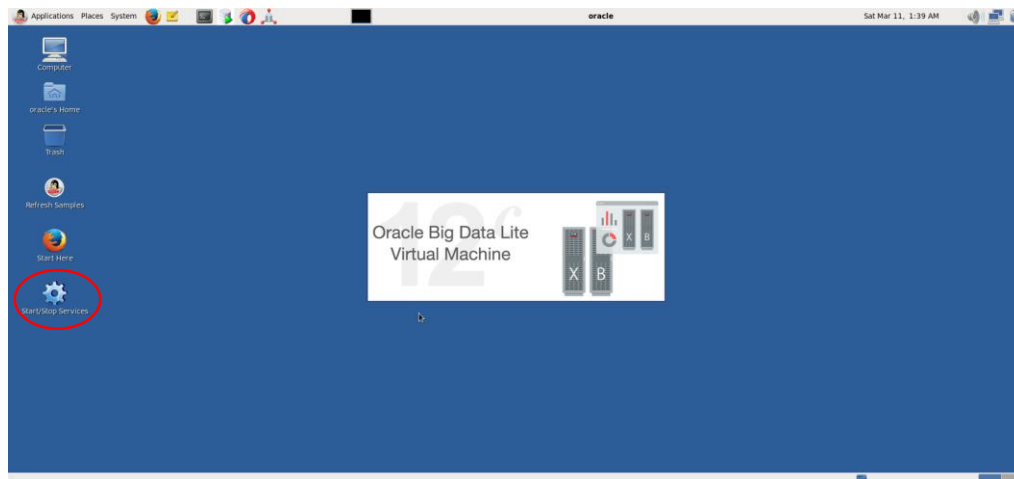 Applications Places System
oracle
Sat Mar 11, 1:39 AM
Computer
oracle's Home
Trash
Refresh Samples
Start Here
Start/Stop Services
12c
Oracle Big Data Lite
Virtual Machine
X B
X B